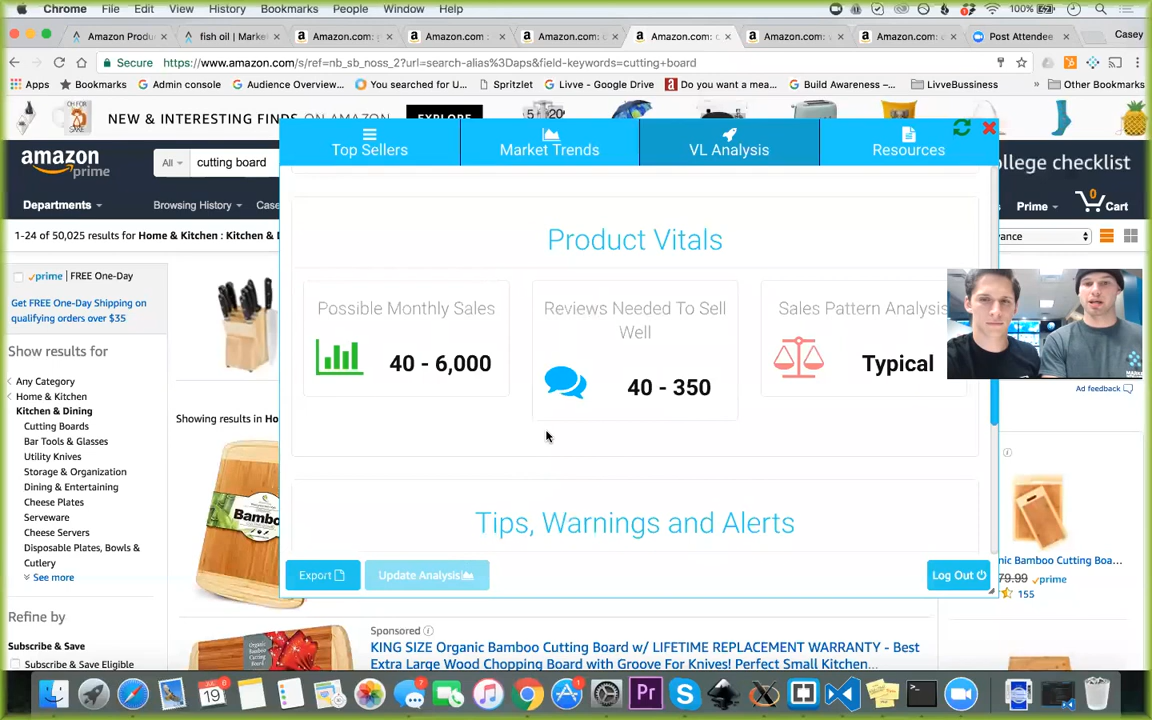 Chrome File Edit View History Bookmarks People Window Help 100%
Amazon Produ fish oil | Marke Amazon.com: Amazon.com : Amazon.com: c Amazon.com: c Amazon.com: v Amazon.com: c Post Attendee Casey
Secure https://www.amazon.com/s/ref=nb_sb_noss_2?url=search-alias%3Daps&field-keywords=cutting+board
Apps Bookmarks Admin console Audience Overview... You searched for U... Spritzlet Livve - Google Drive Do you want a mea... Build Awareness –... LivveBusiness Other Bookmarks
NEW & INTERESTING FINDS ON AMAZON EXPLORE
amazon prime All cutting board ollege checklist
Departments Browsing History Case Prime 0 Cart
1-24 of 50,025 results for Home & Kitchen : Kitchen & vance
Top Sellers Market Trends VL Analysis Resources
Product Vitals
Possible Monthly Sales
40 - 6,000
Reviews Needed To Sell
Well
40 - 350
Sales Pattern Analysis
Typical
Tips, Warnings and Alerts
Export Update Analysis Log Out
prime | FREE One-Day
Get FREE One-Day Shipping on
qualifying orders over $35
Show results for
Any Category
Home & Kitchen
Kitchen & Dining
Cutting Boards
Bar Tools & Glasses
Utility Knives
Storage & Organization
Dining & Entertaining
Cheese Plates
Serveware
Cheese Servers
Disposable Plates, Bowls &
Cutlery
See more
Refine by
Subscribe & Save
Subscribe & Save Eligible
Showing results in Ho
Bambo
Ad feedback
nic Bamboo Cutting Boa...
79.99 prime
155
Sponsored
KING SIZE Organic Bamboo Cutting Board w/ LIFETIME REPLACEMENT WARRANTY - Best
Extra Large Wood Chopping Board with Groove For Knives! Perfect Small Kitchen...
19 7 1 Pr